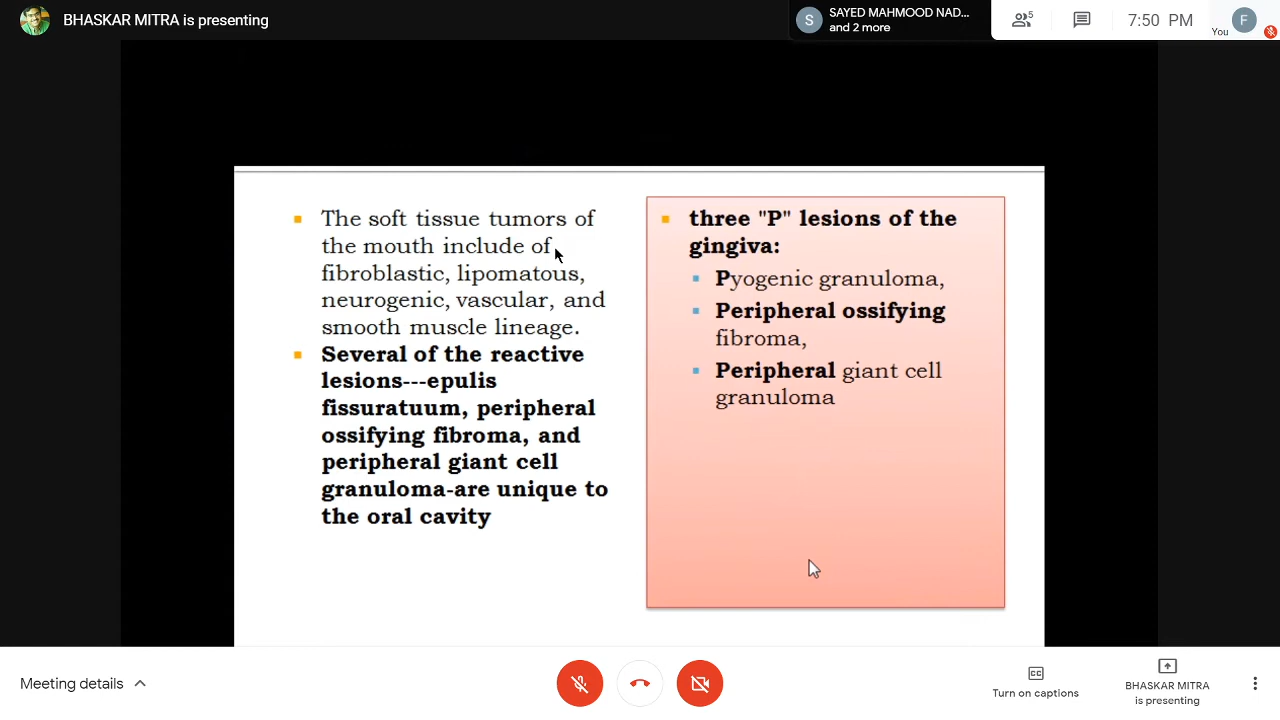 BHASKAR MITRA is presenting
S
SAYED MAHMOOD NAD...
and 2 more
5
7:50 PM
You
F
The soft tissue tumors of
the mouth include of
fibroblastic, lipomatous,
neurogenic, vascular, and
smooth muscle lineage.
Several of the reactive
lesions---epulis
fissuratuum, peripheral
ossifying fibroma, and
peripheral giant cell
granuloma-are unique to
the oral cavity
three "P" lesions of the
gingiva:
Pyogenic granuloma,
Peripheral ossifying
fibroma,
Peripheral giant cell
granuloma
Meeting details
CC
Turn on captions
BHASKAR MITRA
is presenting